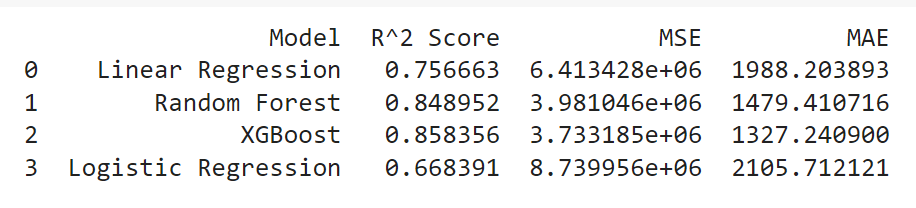 Model R^2 Score MSE MAE
0 Linear Regression 0.756663 6.413428e+06 1988.203893
1 Random Forest 0.848952 3.981046e+06 1479.410716
2 XGBoost 0.858356 3.733185e+06 1327.240900
3 Logistic Regression 0.668391 8.739956e+06 2105.712121